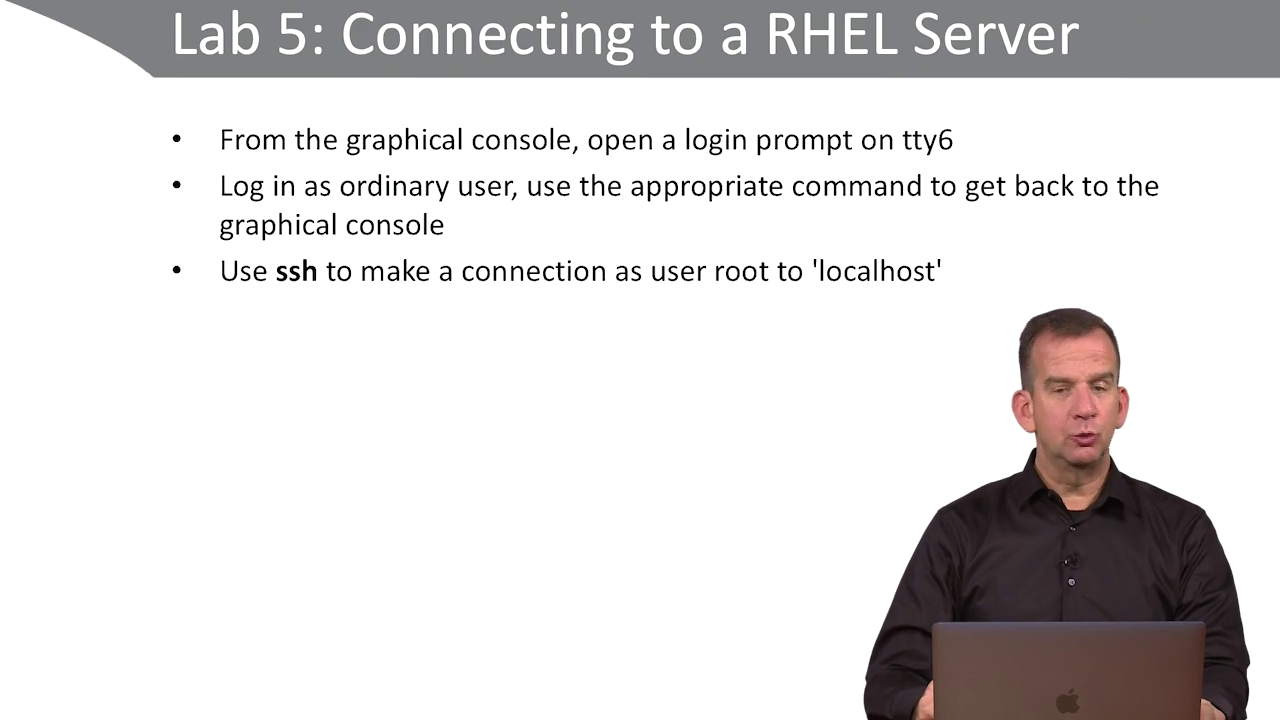 Lab 5: Connecting to a RHEL Server
• From the graphical console, open a login prompt on tty6
• Log in as ordinary user, use the appropriate command to get back to the
graphical console
• Use ssh to make a connection as user root to 'localhost'